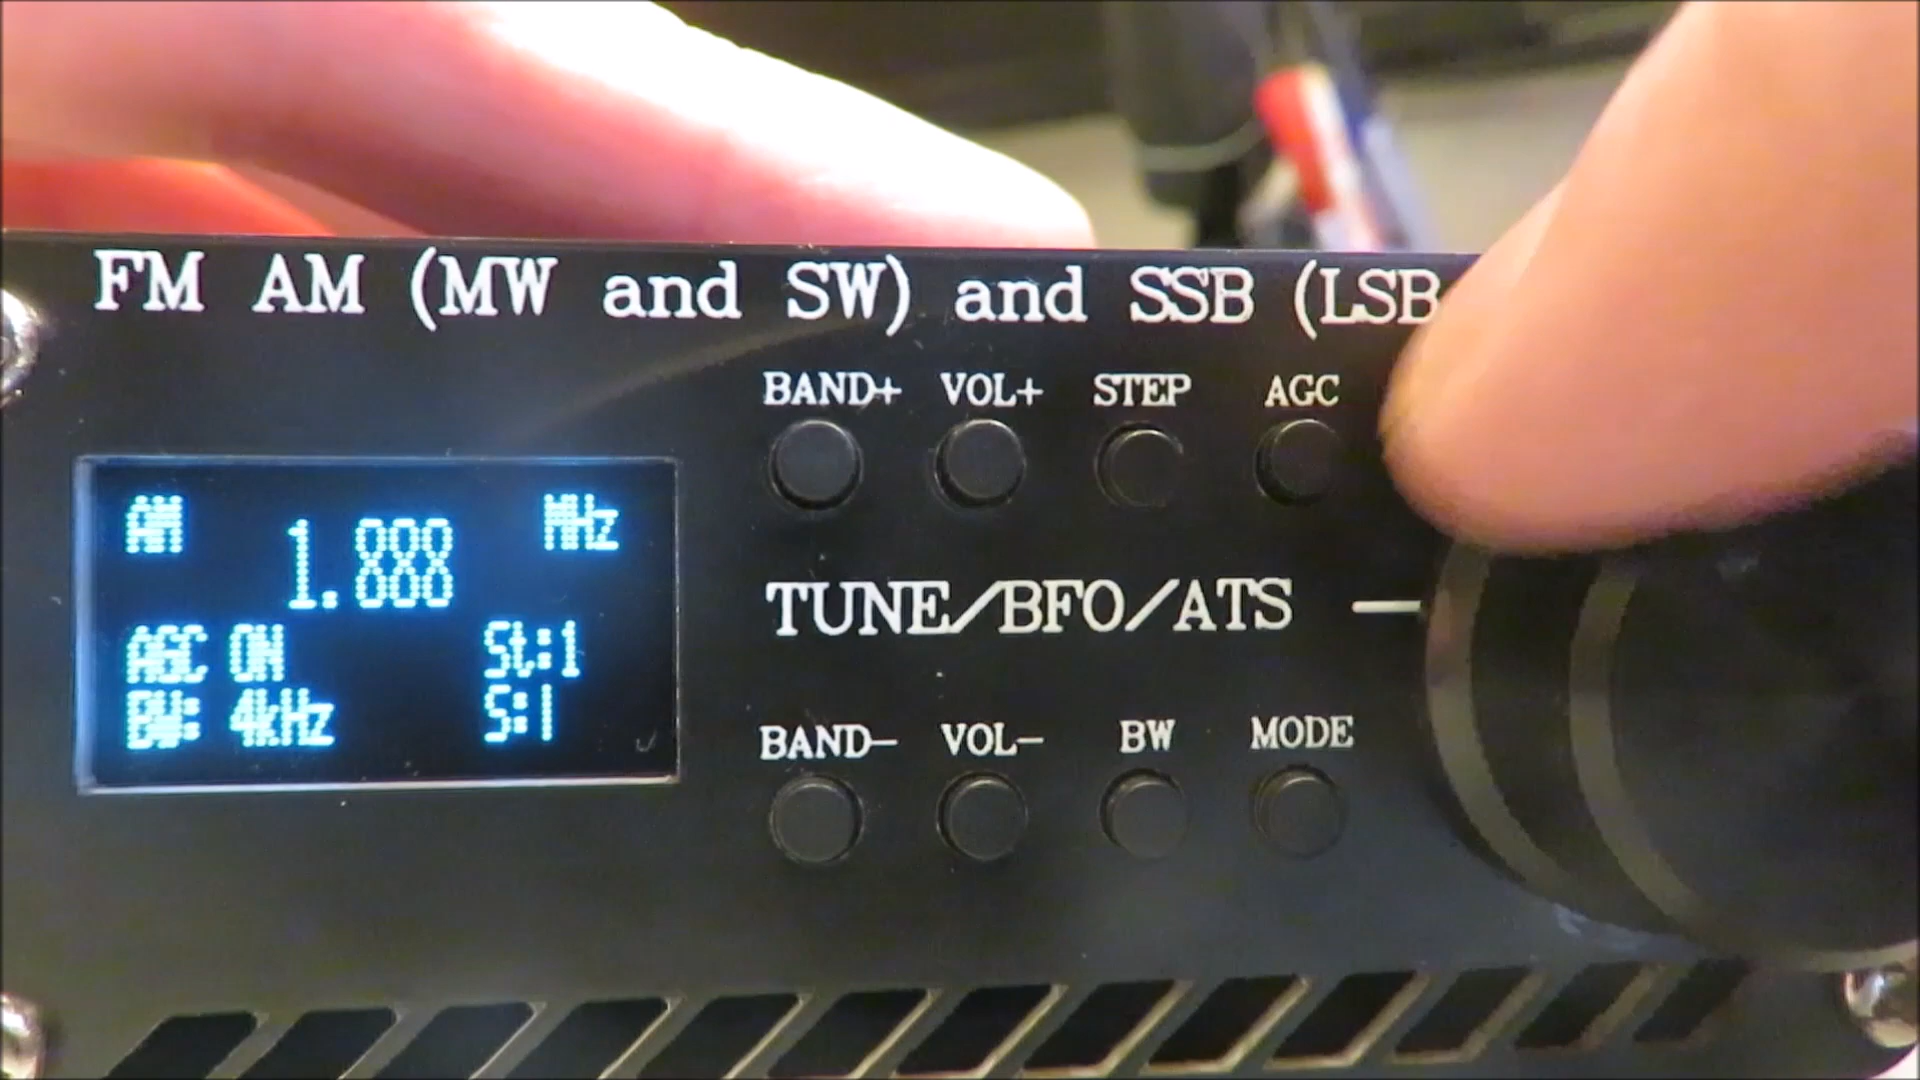 FM AM (MW and SW) and SSB (LSB
BAND+ VOL+ STEP AGC
AM 1.888 MHz
AGC ON St:1
BW: 4kHz S:|
TUNE/BFO/ATS —
BAND– VOL– BW MODE